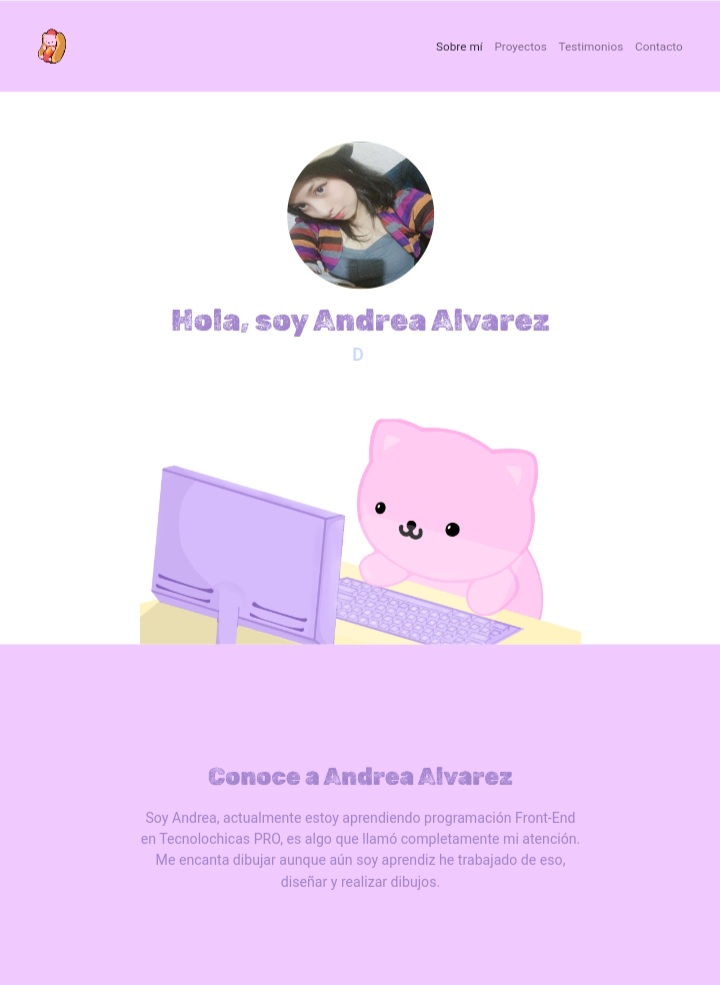 Sobre mí Proyectos Testimonios Contacto
Hola, soy Andrea Alvarez
D
Conoce a Andrea Alvarez
Soy Andrea, actualmente estoy aprendiendo programación Front-End
en Tecnolochicas PRO, es algo que llamó completamente mi atención.
Me encanta dibujar aunque aún soy aprendiz he trabajado de eso,
diseñar y realizar dibujos.